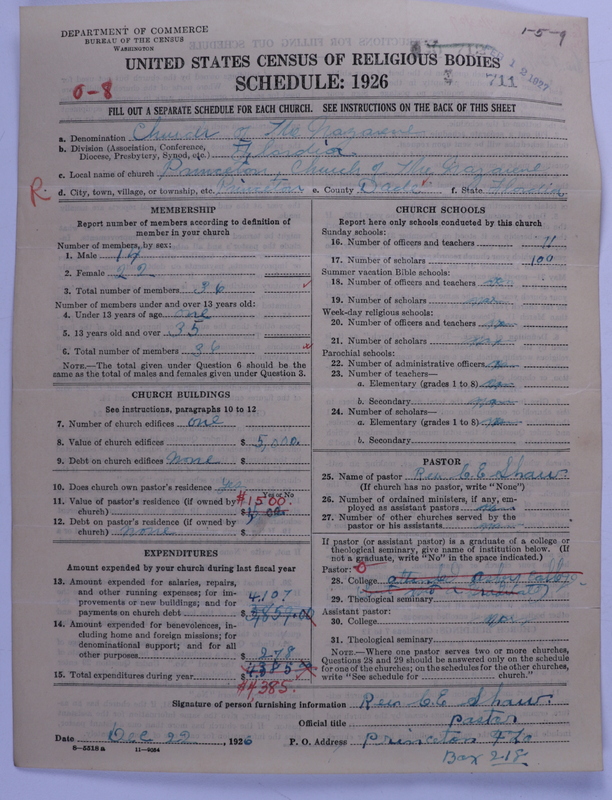 DEPARTMENT OF COMMERCE
BUREAU OF THE CENSUS
WASHINGTON
1-5-9
UNITED STATES CENSUS OF RELIGIOUS BODIES
SCHEDULE: 1926
711
1927
0-8
FILL OUT A SEPARATE SCHEDULE FOR EACH CHURCH. SEE INSTRUCTIONS ON THE BACK OF THIS SHEET
a. Denomination Church of the Nazarene
b. Division (Association, Conference, Diocese, Presbytery, Synod, etc.) Flordia
c. Local name of church Princeton, Church of the Nazarene
R. d. City, town, village, or township, etc. Princeton e. County Dade f. State Flordia
MEMBERSHIP
Report number of members according to definition of
member in your church
Number of members, by sex:
1. Male 14
2. Female 22
3. Total number of members 36
Number of members under and over 13 years old:
4. Under 13 years of age one
5. 13 years old and over 35
6. Total number of members 36
NOTE.—The total given under Question 6 should be the
same as the total of males and females given under Question 3.
CHURCH BUILDINGS
See instructions, paragraphs 10 to 12
7. Number of church edifices one
8. Value of church edifices $ 5,000.
9. Debt on church edifices None $
10. Does church own pastor's residence Yes
Yes or No
11. Value of pastor's residence (if owned by
church) $1500
12. Debt on pastor's residence (if owned by
church) none $
EXPENDITURES
Amount expended by your church during last fiscal year
13. Amount expended for salaries, repairs,
and other running expenses; for im-
provements or new buildings; and for
payments on church debt $ 4,107 3,859.00
14. Amount expended for benevolences, in-
cluding home and foreign missions; for
denominational support; and for all
other purposes $ 278
15. Total expenditures during year $
$4385.
CHURCH SCHOOLS
Report here only schools conducted by this church
Sunday schools:
16. Number of officers and teachers 11
17. Number of scholars 100
Summer vacation Bible schools:
18. Number of officers and teachers
19. Number of scholars
Week-day religious schools:
20. Number of officers and teachers
21. Number of scholars
Parochial schools:
22. Number of administrative officers
23. Number of teachers—
a. Elementary (grades 1 to 8)
b. Secondary
24. Number of scholars—
a. Elementary (grades 1 to 8)
b. Secondary
PASTOR
25. Name of pastor Rev. C. E. Shaw
(If church has no pastor, write "None")
26. Number of ordained ministers, if any, em-
ployed as assistant pastors
27. Number of other churches served by the
pastor or his assistants
If pastor (or assistant pastor) is a graduate of a college or
theological seminary, give name of institution below. (If
not a graduate, write "No" in the space indicated.)
Pastor:
28. College
29. Theological seminary
Assistant pastor:
30. College
31. Theological seminary
NOTE.—Where one pastor serves two or more churches,
Questions 28 and 29 should be answered only on the schedule
for one of the churches; on the schedules for the other churches,
write "See schedule for church."
Signature of person furnishing information Rev. C. E. Shaw.
Official title pastor
Date Dec 22, 1926 P. O. Address Princeton Fla
Box 218
8-5518a 11-9264